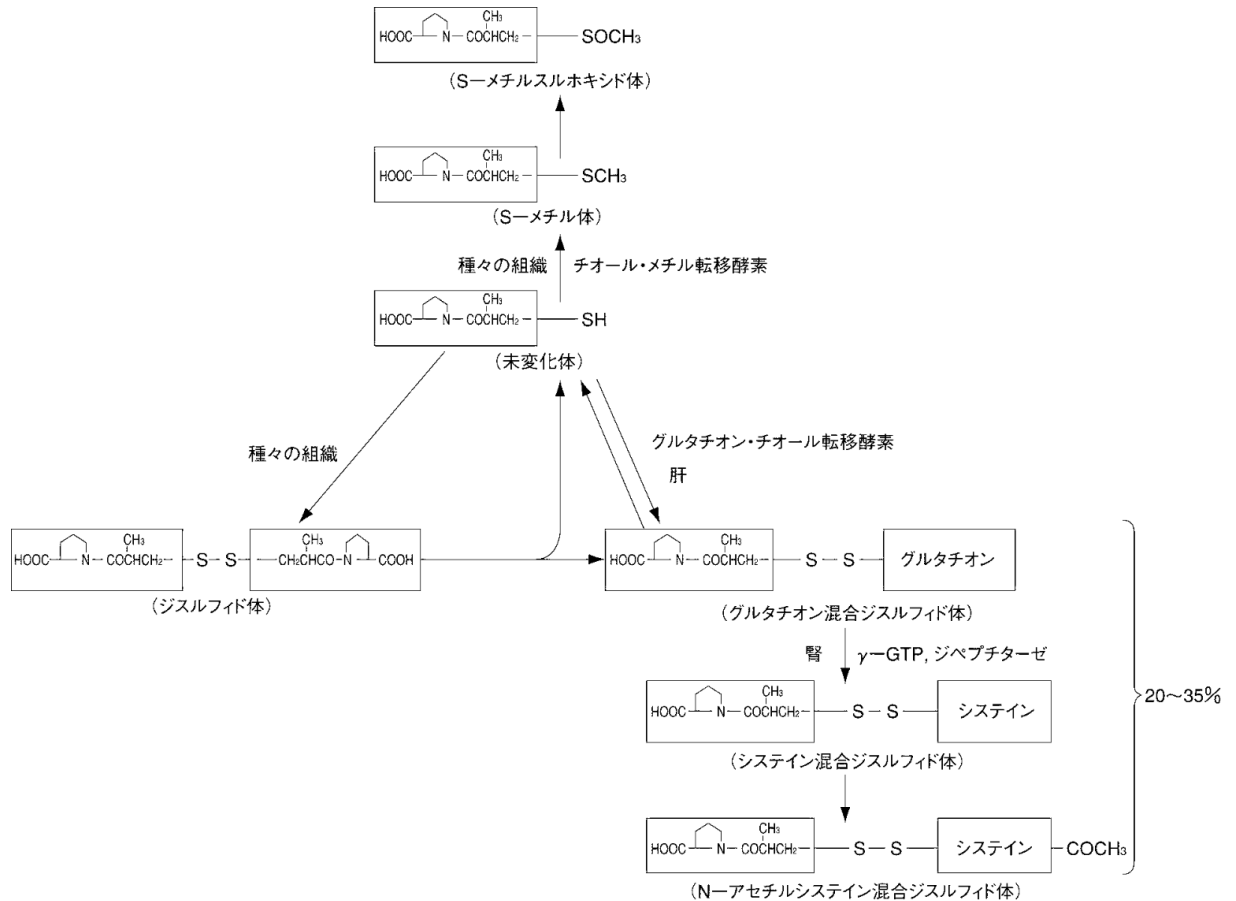 CH₃
HOOC N COCHCH₂ SOCH₃
(S—メチルスルホキシド体)
CH₃
HOOC N COCHCH₂ SCH₃
(S—メチル体)
種々の組織 チオール・メチル転移酵素
CH₃
HOOC N COCHCH₂ SH
(未変化体)
グルタチオン・チオール転移酵素
種々の組織
肝
CH₃ CH₃ CH₃
HOOC N COCHCH₂ S S CH₂CHCO N COOH HOOC N COCHCH₂ S S グルタチオン
(ジスルフィド体)
(グルタチオン混合ジスルフィド体)
腎 γ—GTP, ジペプチターゼ
CH₃
HOOC N COCHCH₂ S S システイン
20〜35%
(システイン混合ジスルフィド体)
CH₃
HOOC N COCHCH₂ S S システイン COCH₃
(N—アセチルシステイン混合ジスルフィド体)